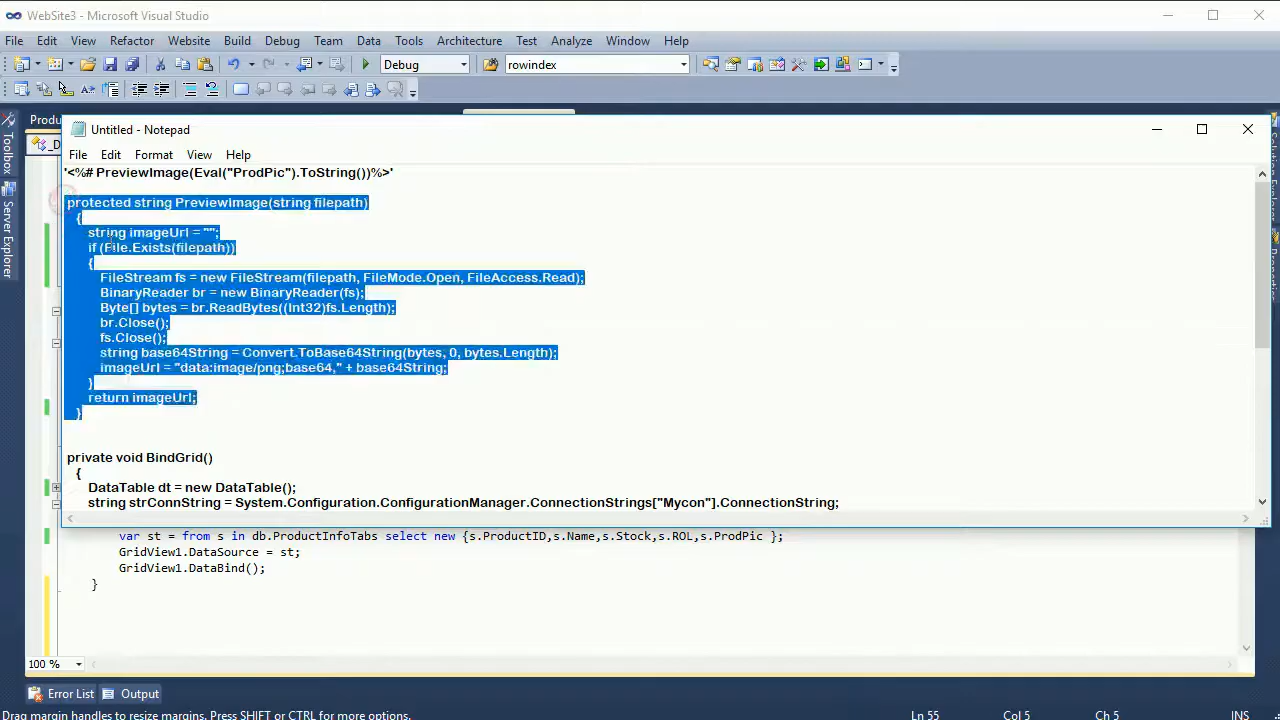 WebSite3 - Microsoft Visual Studio
File Edit View Refactor Website Build Debug Team Data Tools Architecture Test Analyze Window Help
Debug rowindex
Produ
Untitled - Notepad
_D
File Edit Format View Help
Toolbox
Server Explorer
Solution Explorer
'<%# PreviewImage(Eval("ProdPic").ToString())%>'
protected string PreviewImage(string filepath)
{
string imageUrl = "";
if (File.Exists(filepath))
{
FileStream fs = new FileStream(filepath, FileMode.Open, FileAccess.Read);
BinaryReader br = new BinaryReader(fs);
Byte[] bytes = br.ReadBytes((Int32)fs.Length);
br.Close();
fs.Close();
string base64String = Convert.ToBase64String(bytes, 0, bytes.Length);
imageUrl = "data:image/png;base64," + base64String;
}
return imageUrl;
}
private void BindGrid()
{
DataTable dt = new DataTable();
string strConnString = System.Configuration.ConfigurationManager.ConnectionStrings["Mycon"].ConnectionString;
var st = from s in db.ProductInfoTabs select new {s.ProductID,s.Name,s.Stock,s.ROL,s.ProdPic };
GridView1.DataSource = st;
GridView1.DataBind();
}
100 %
Error List Output
Drag margin handles to resize margins. Press SHIFT or CTRL for more options. Ln 55 Col 5 Ch 5 INS